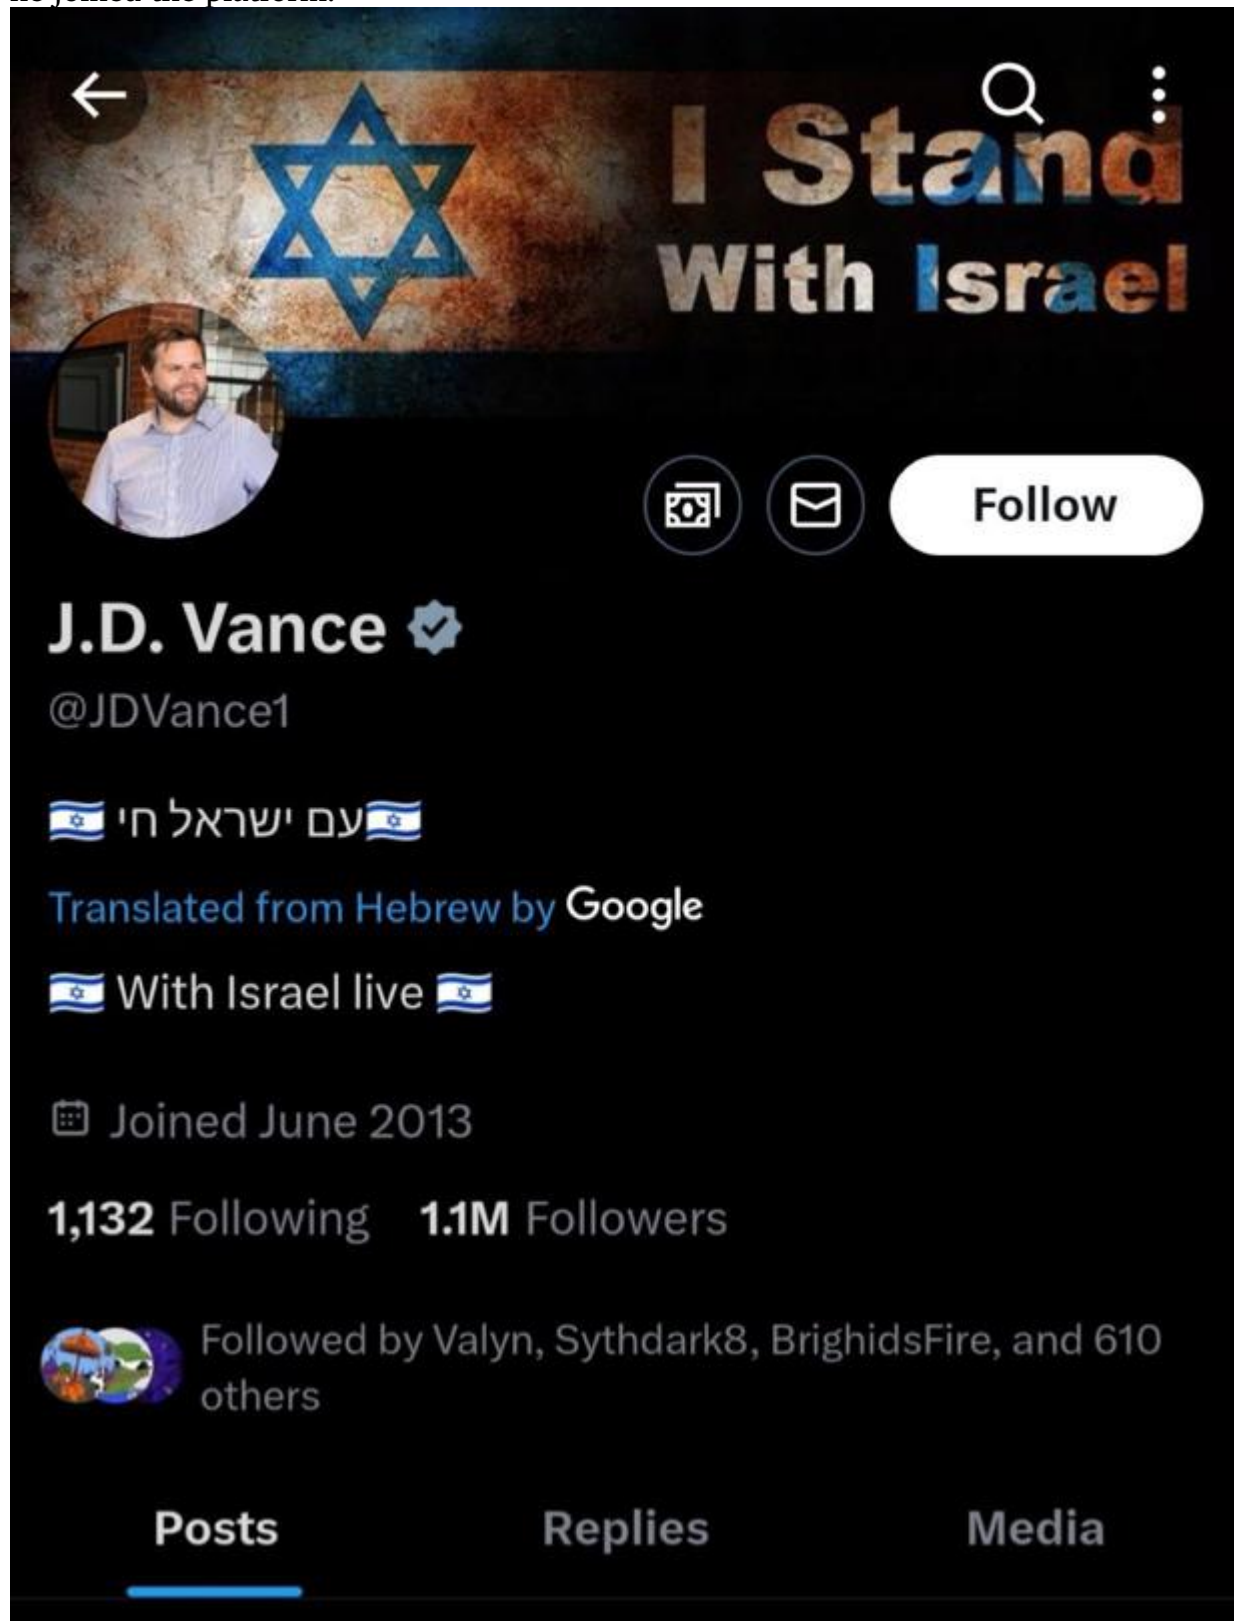 I Stand
With Israel
Follow
J.D. Vance
@JDVance1
🇮🇱עם ישראל חי 🇮🇱
Translated from Hebrew by Google
🇮🇱 With Israel live 🇮🇱
Joined June 2013
1,132 Following 1.1M Followers
Followed by Valyn, Sythdark8, BrighidsFire, and 610
others
Posts Replies Media